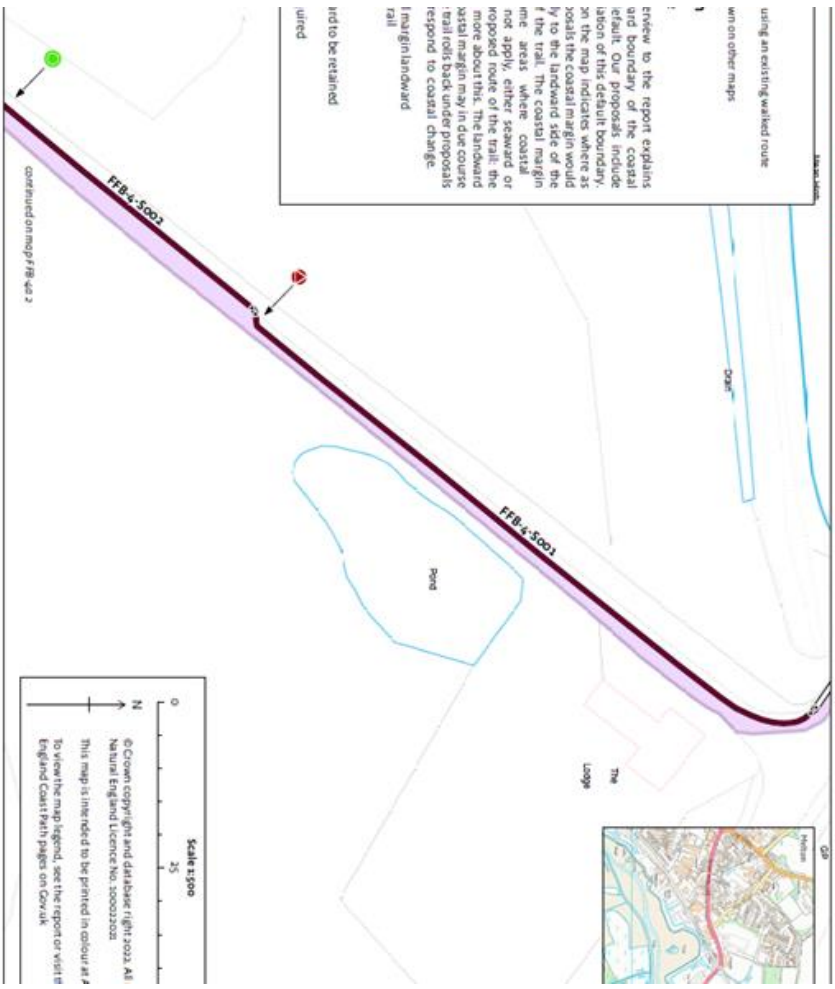 Mean High
using an existing walked route
wn on other maps
erview to the report explains
ard boundary of the coastal
efault. Our proposals include
iation of this default boundary.
on the map indicates where as
posals the coastal margin would
ly to the landward side of the
f the trail. The coastal margin
me areas where coastal
not apply, either seaward or
proposed route of the trail: the
more about this. The landward
astal margin may in due course
trail rolls back under proposals
respond to coastal change.
l margin landward
rail
ard to be retained
uired
Drain
FFB-4-S001
FFB-4-S002
Pond
The
Lodge
continued on map FFB 4a 2
GP
Melton
Scale 1:500
0
25
N
© Crown copyright and database right 2022. All
Natural England Licence No. 100022021
This map is intended to be printed in colour at A
To view the map legend, see the report or visit th
England Coast Path pages on Gov.uk